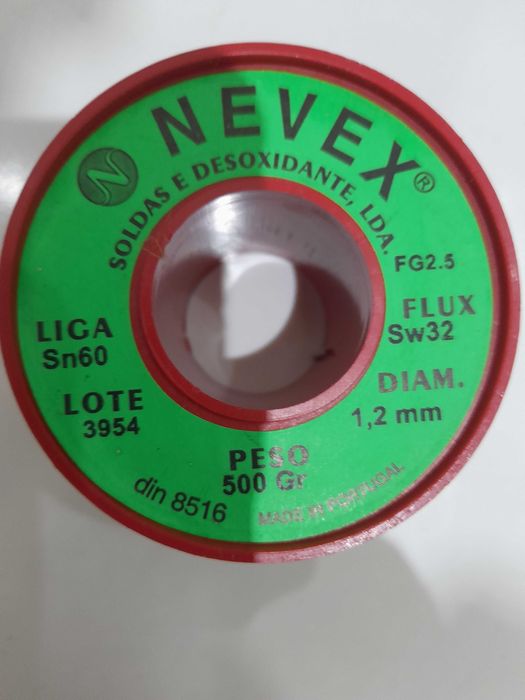 NEVEX®
SOLDAS E DESOXIDANTE, LDA.
FG2.5
FLUX
Sw32
DIAM.
1,2 mm
LIGA
Sn60
LOTE
3954
PESO
500 Gr
din 8516
MADE IN PORTUGAL